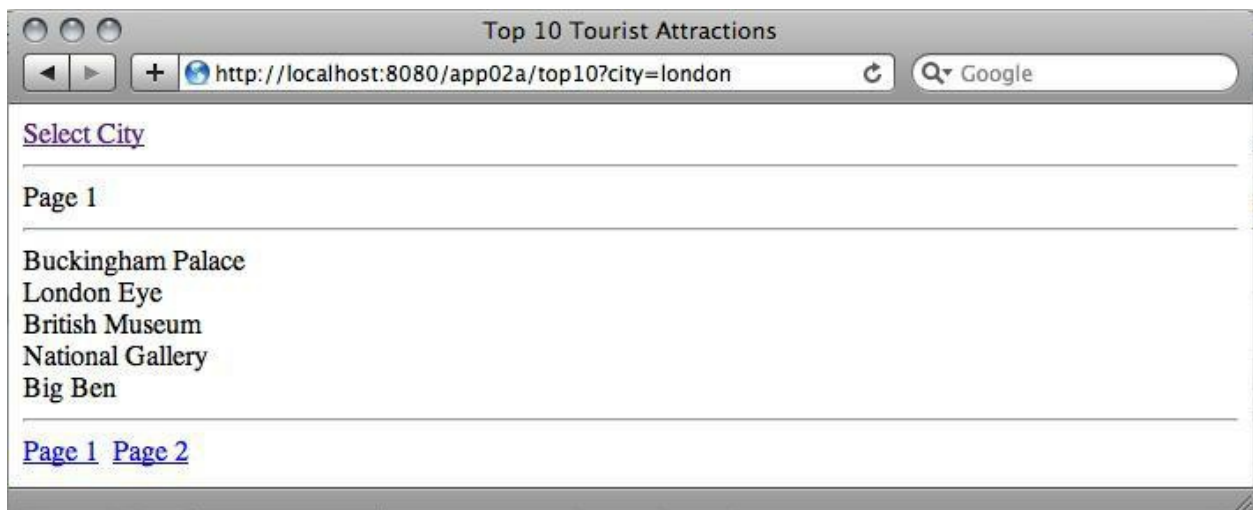 Top 10 Tourist Attractions
http://localhost:8080/app02a/top10?city=london
Google
Select City
Page 1
Buckingham Palace
London Eye
British Museum
National Gallery
Big Ben
Page 1 Page 2